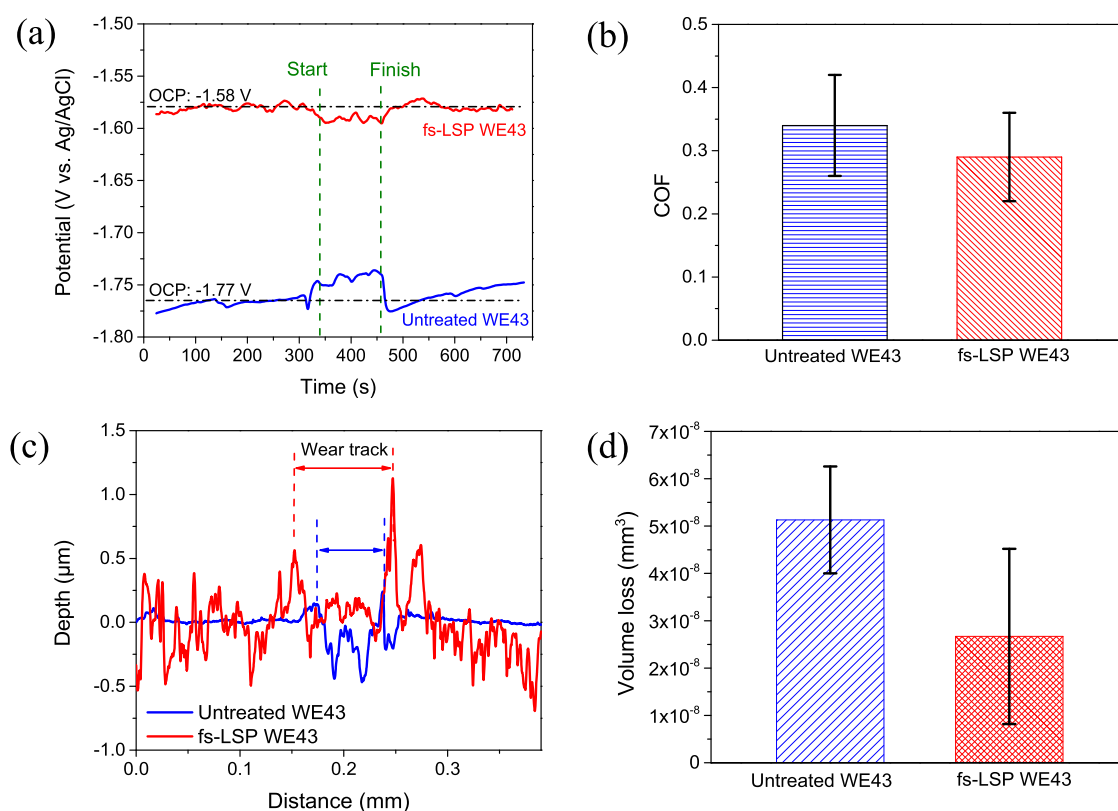 (a)
-1.50
-1.55
-1.60
-1.65
-1.70
-1.75
-1.80
Potential (V vs. Ag/AgCl)
Start
Finish
OCP: -1.58 V
fs-LSP WE43
OCP: -1.77 V
Untreated WE43
0
100
200
300
400
500
600
700
Time (s)
(b)
0.5
0.4
0.3
0.2
0.1
0.0
COF
Untreated WE43
fs-LSP WE43
(c)
1.5
1.0
0.5
0.0
-0.5
-1.0
Depth (μm)
Wear track
Untreated WE43
fs-LSP WE43
0.0
0.1
0.2
0.3
Distance (mm)
(d)
7x10⁻⁸
6x10⁻⁸
5x10⁻⁸
4x10⁻⁸
3x10⁻⁸
2x10⁻⁸
1x10⁻⁸
0
Volume loss (mm³)
Untreated WE43
fs-LSP WE43